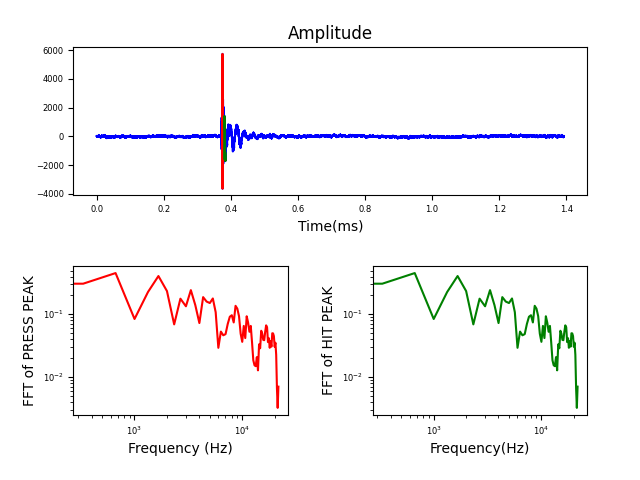 Amplitude
6000
4000
2000
0
−2000
−4000
0.0 0.2 0.4 0.6 0.8 1.0 1.2 1.4
Time(ms)
FFT of PRESS PEAK
10⁻¹
10⁻²
10³ 10⁴
Frequency (Hz)
FFT of HIT PEAK
10⁻¹
10⁻²
10³ 10⁴
Frequency(Hz)